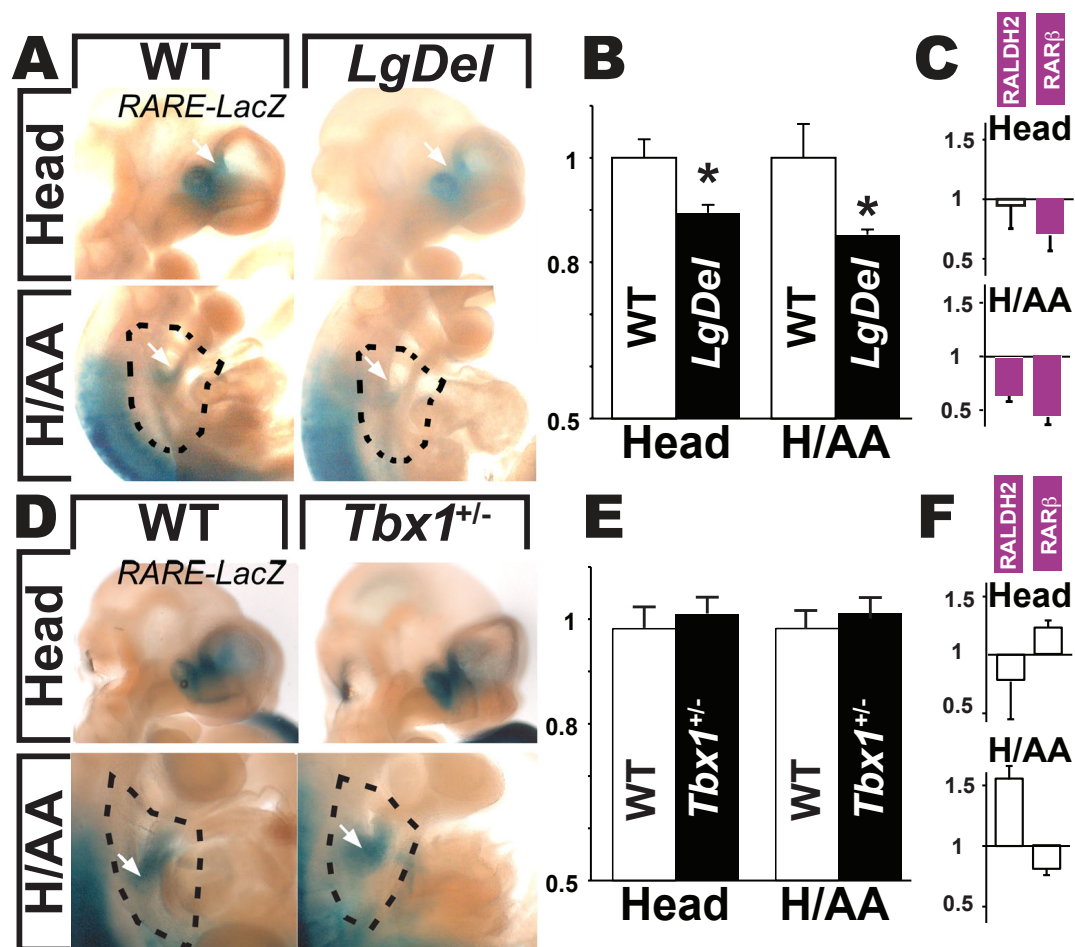 A
WT
LgDel
RARE-LacZ
Head
H/AA
B
1
0.8
0.5
WT
LgDel
WT
LgDel
*
*
Head
H/AA
C
RALDH2
RARβ
Head
1.5
1
0.5
H/AA
1.5
1
0.5
D
WT
Tbx1+/-
RARE-LacZ
Head
H/AA
E
1
0.8
0.5
WT
Tbx1+/-
WT
Tbx1+/-
Head
H/AA
F
RALDH2
RARβ
1.5
Head
1
0.5
H/AA
1.5
1
0.5